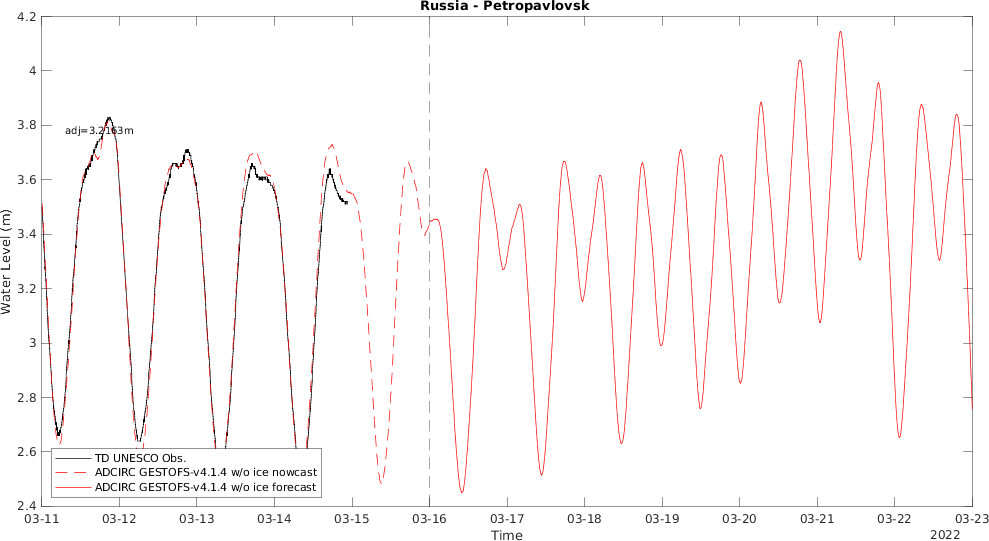 Russia - Petropavlovsk
4.2
4
3.8
3.6
3.4
3.2
3
2.8
2.6
2.4
Water Level (m)
adj=3.2163m
TD UNESCO Obs.
ADCIRC GESTOFS-v4.1.4 w/o ice nowcast
ADCIRC GESTOFS-v4.1.4 w/o ice forecast
03-11 03-12 03-13 03-14 03-15 03-16 03-17 03-18 03-19 03-20 03-21 03-22 03-23
Time
2022